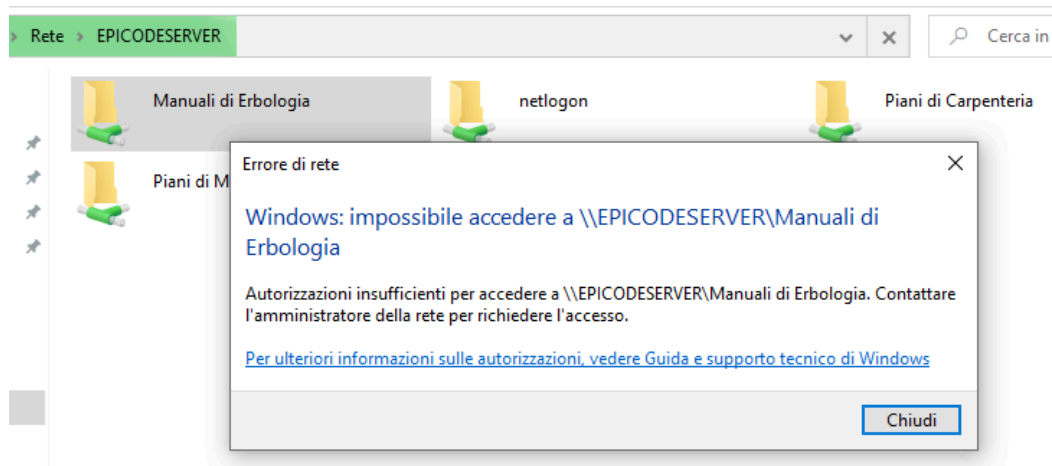 Rete > EPICODESERVER
Cerca in
Manuali di Erbologia
netlogon
Piani di Carpenteria
Piani di M
Errore di rete
Windows: impossibile accedere a \\EPICODESERVER\Manuali di
Erbologia
Autorizzazioni insufficienti per accedere a \\EPICODESERVER\Manuali di Erbologia. Contattare
l'amministratore della rete per richiedere l'accesso.
Per ulteriori informazioni sulle autorizzazioni, vedere Guida e supporto tecnico di Windows
Chiudi